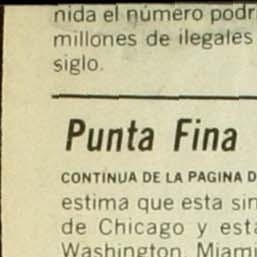 nida el número podr
millones de ilegales
siglo.
Punta Fina
CONTINUA DE LA PAGINA D
estima que esta sin
de Chicago y est
Washington, Miami